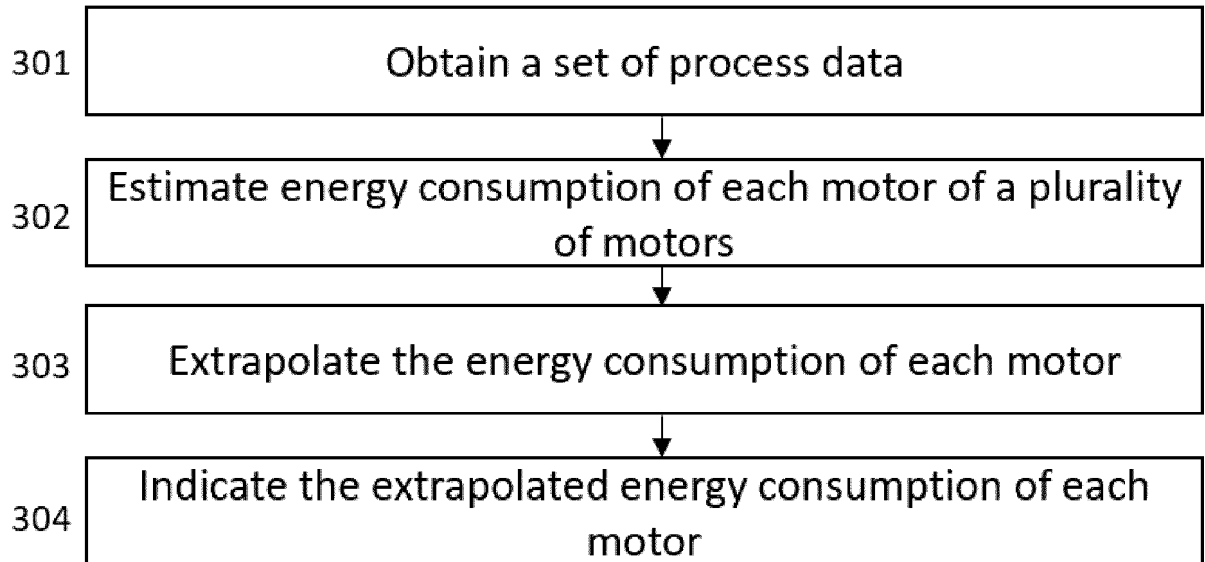 301
Obtain a set of process data
302
Estimate energy consumption of each motor of a plurality
of motors
303
Extrapolate the energy consumption of each motor
304
Indicate the extrapolated energy consumption of each
motor